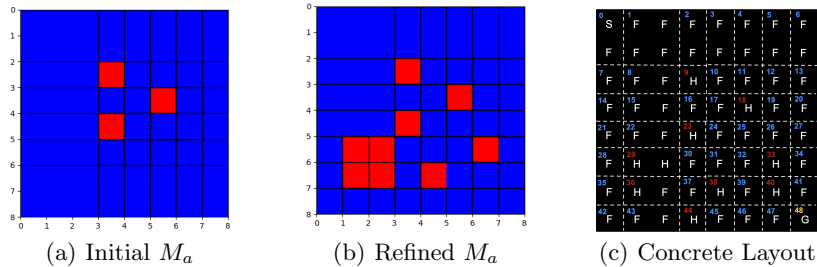 0
1
2
3
4
5
6
7
8
0 1 2 3 4 5 6 7 8
(a) Initial M_a
0
1
2
3
4
5
6
7
8
0 1 2 3 4 5 6 7 8
(b) Refined M_a
0 1 2 3 4 5 6
S F F F F F F F
F F F F F F F F
7 8 9 10 11 12 13
F F F H F F F F
14 15 16 17 18 19 20
F F F F F H F F
21 22 23 24 25 26 27
F F F H F F F F
28 29 30 31 32 33 34
F H H F F F H F
35 36 37 38 39 40 41
F H F F H F H F
42 43 44 45 46 47 48
F F F H F F F G
(c) Concrete Layout